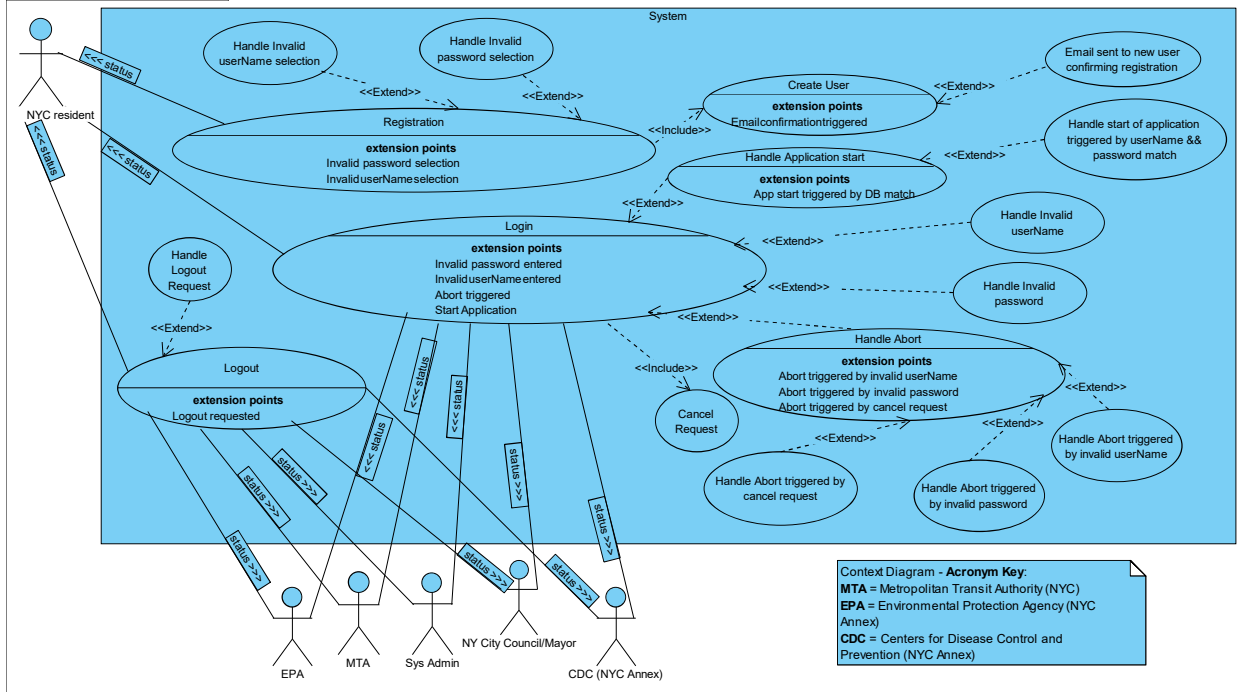 System
NYC resident
<<< status
<<< status
<<< status
Handle Invalid
userName selection
Handle Invalid
password selection
<<Extend>>
<<Extend>>
Registration
extension points
Invalid password selection
InvaliduserNameselection
<<Include>>
Create User
extension points
Emailconfirmationtriggered
<<Extend>>
Email sent to new user
confirming registration
Handle Application start
extension points
App start triggered by DB match
<<Extend>>
Handle start of application
triggered by userName &&
password match
<<Extend>>
Login
extension points
Invalid password entered
InvaliduserNameentered
Abort triggered
Start Application
<<Extend>>
Handle Invalid
userName
<<Extend>>
Handle Invalid
password
<<Extend>>
Handle
Logout
Request
<<Extend>>
Logout
extension points
Logout requested
<<Include>>
Cancel
Request
Handle Abort
extension points
Abort triggered by invalid userName
Abort triggered by invalid password
Abort triggered by cancel request
<<Extend>>
<<Extend>>
<<Extend>>
Handle Abort triggered by
cancel request
Handle Abort triggered
by invalid password
Handle Abort triggered
by invalid userName
<<< status
<<< status
<<< status
status >>>
status >>>
status >>>
status >>>
status >>>
status >>>
status >>>
EPA
MTA
Sys Admin
NY City Council/Mayor
CDC (NYC Annex)
Context Diagram - Acronym Key:
MTA = Metropolitan Transit Authority (NYC)
EPA = Environmental Protection Agency (NYC
Annex)
CDC = Centers for Disease Control and
Prevention (NYC Annex)